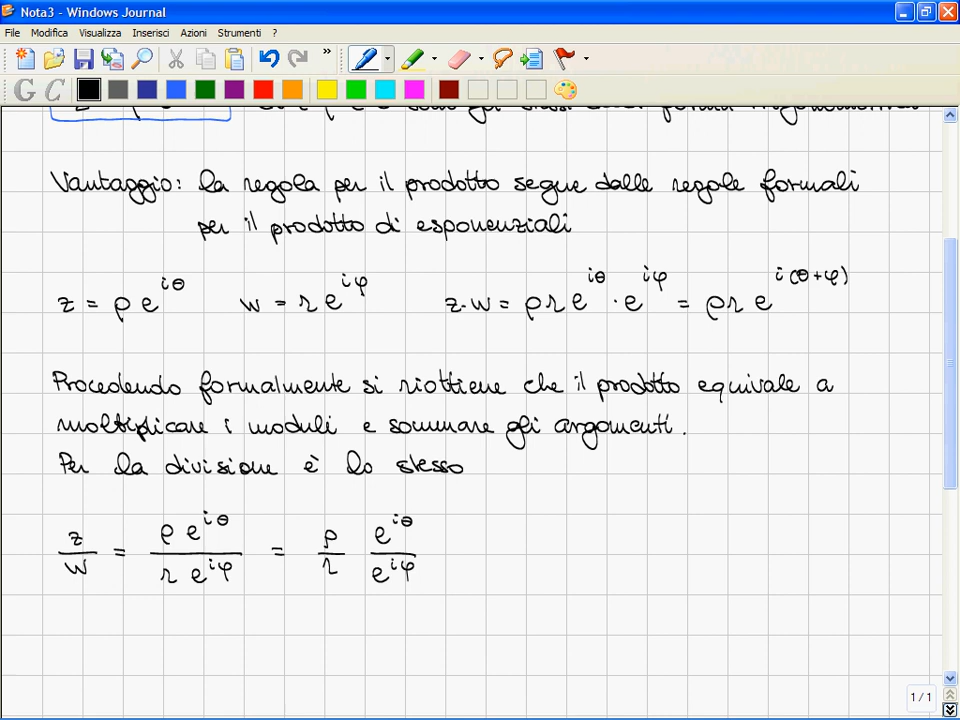 Nota3 - Windows Journal
File Modifica Visualizza Inserisci Azioni Strumenti ?
G C
Vantaggio: la regola per il prodotto segue dalle regole formali
per il prodotto di esponenziali
z = ρ e^{iθ} w = r e^{iφ} z·w = ρ r e^{iθ} · e^{iφ} = ρ r e^{i(θ+φ)}
Procedendo formalmente si riottiene che il prodotto equivale a
moltiplicare i moduli e sommare gli argomenti.
Per la divisione è lo stesso
z/w = ρ e^{iθ} / r e^{iφ} = ρ/r e^{iθ}/e^{iφ}
1 / 1